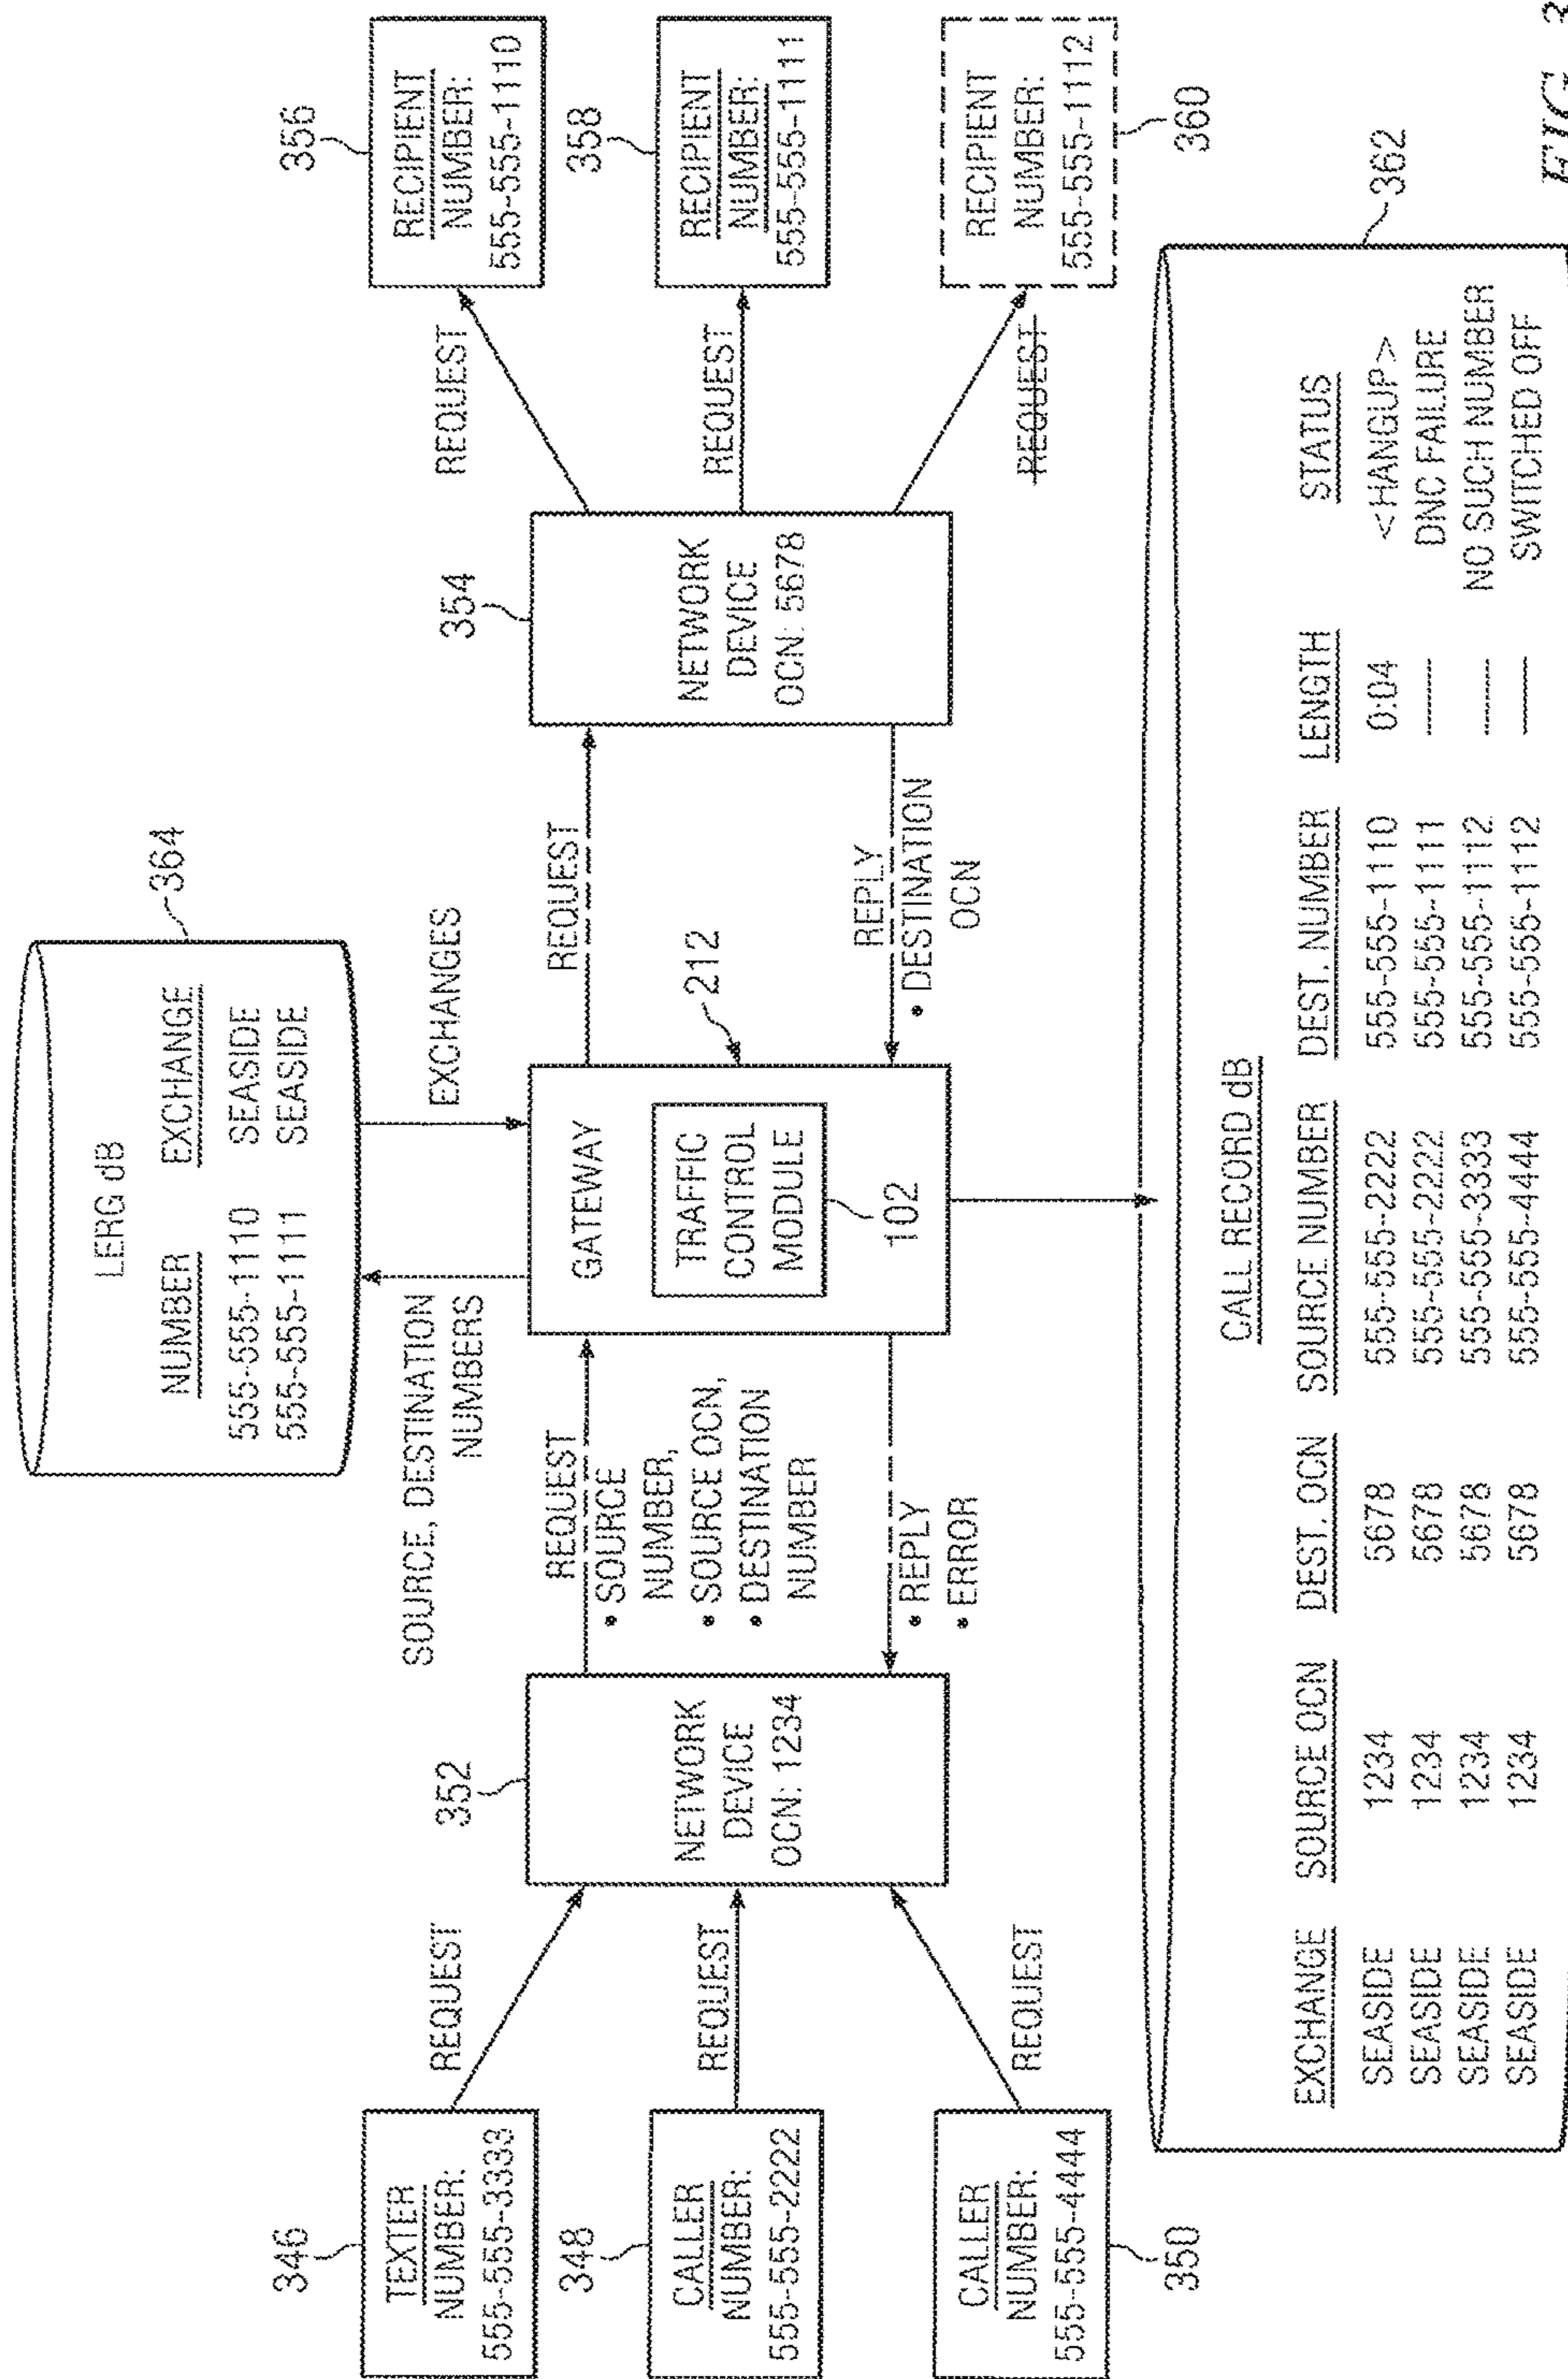 364
LERG dB
NUMBER EXCHANGE
555-555-1110 SEASIDE
555-555-1111 SEASIDE
SOURCE, DESTINATION
NUMBERS
EXCHANGES
346
TEXTER
NUMBER:
555-555-3333
348
CALLER
NUMBER:
555-555-2222
CALLER
NUMBER:
555-555-4444
350
REQUEST
REQUEST
REQUEST
352
NETWORK
DEVICE
OCN: 1234
REQUEST
• SOURCE
NUMBER,
• SOURCE OCN,
• DESTINATION
NUMBER
• REPLY
• ERROR
GATEWAY
TRAFFIC
CONTROL
MODULE
102
212
REQUEST
REPLY
• DESTINATION
OCN
354
NETWORK
DEVICE
OCN: 5678
REQUEST
REQUEST
REQUEST
356
RECIPIENT
NUMBER:
555-555-1110
358
RECIPIENT
NUMBER:
555-555-1111
RECIPIENT
NUMBER:
555-555-1112
360
362
CALL RECORD dB
EXCHANGE SOURCE OCN DEST. OCN SOURCE NUMBER DEST. NUMBER LENGTH STATUS
SEASIDE 1234 5678 555-555-2222 555-555-1110 0:04 <HANGUP>
SEASIDE 1234 5678 555-555-2222 555-555-1111 —— DNC FAILURE
SEASIDE 1234 5678 555-555-3333 555-555-1112 —— NO SUCH NUMBER
SEASIDE 1234 5678 555-555-4444 555-555-1112 —— SWITCHED OFF
FIG.